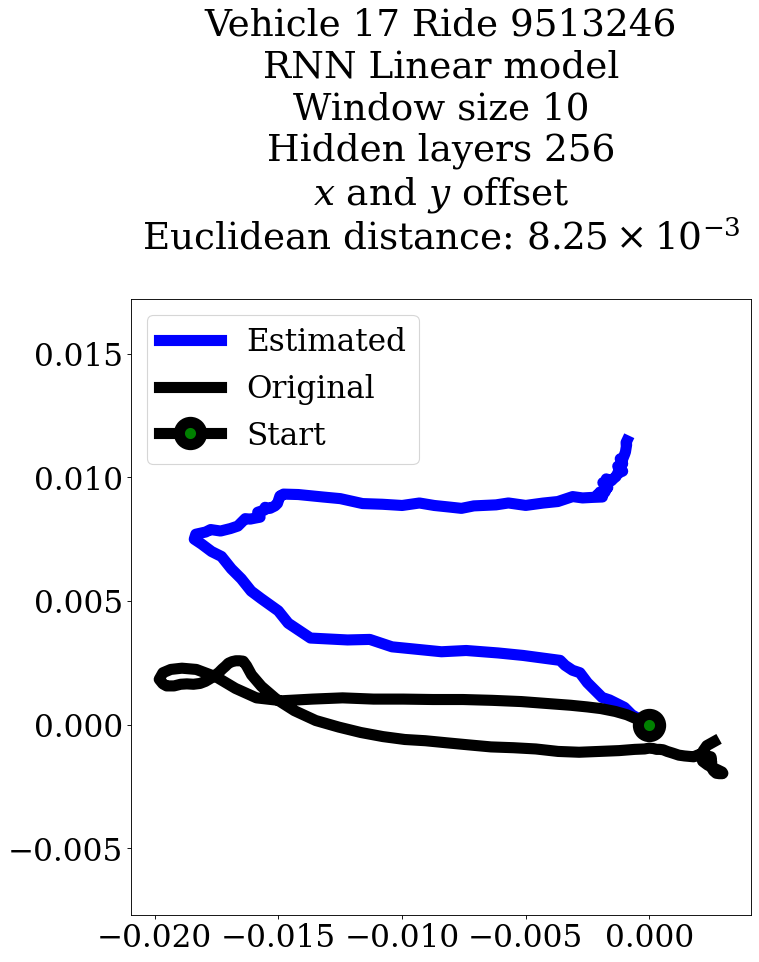 Vehicle 17 Ride 9513246
RNN Linear model
Window size 10
Hidden layers 256
x and y offset
Euclidean distance: 8.25 × 10⁻³
Estimated
Original
Start
0.015
0.010
0.005
0.000
−0.005
−0.020 −0.015 −0.010 −0.005 0.000